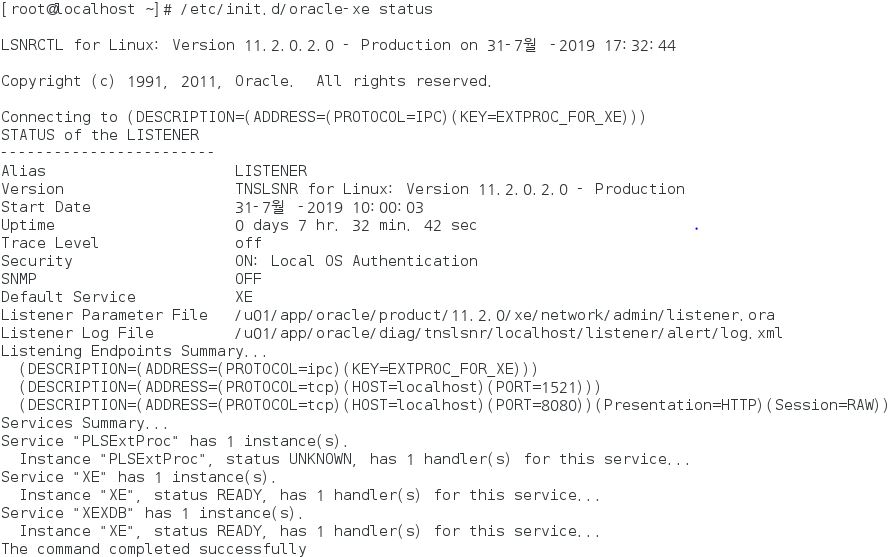 [root@localhost ~]# /etc/init.d/oracle-xe status
LSNRCTL for Linux: Version 11.2.0.2.0 - Production on 31-7월 -2019 17:32:44
Copyright (c) 1991, 2011, Oracle.  All rights reserved.
Connecting to (DESCRIPTION=(ADDRESS=(PROTOCOL=IPC)(KEY=EXTPROC_FOR_XE)))
STATUS of the LISTENER
------------------------
Alias                     LISTENER
Version                   TNSLSNR for Linux: Version 11.2.0.2.0 - Production
Start Date                31-7월 -2019 10:00:03
Uptime                    0 days 7 hr. 32 min. 42 sec
Trace Level               off
Security                  ON: Local OS Authentication
SNMP                      OFF
Default Service           XE
Listener Parameter File   /u01/app/oracle/product/11.2.0/xe/network/admin/listener.ora
Listener Log File         /u01/app/oracle/diag/tnslsnr/localhost/listener/alert/log.xml
Listening Endpoints Summary...
  (DESCRIPTION=(ADDRESS=(PROTOCOL=ipc)(KEY=EXTPROC_FOR_XE)))
  (DESCRIPTION=(ADDRESS=(PROTOCOL=tcp)(HOST=localhost)(PORT=1521)))
  (DESCRIPTION=(ADDRESS=(PROTOCOL=tcp)(HOST=localhost)(PORT=8080))(Presentation=HTTP)(Session=RAW))
Services Summary...
Service "PLSExtProc" has 1 instance(s).
  Instance "PLSExtProc", status UNKNOWN, has 1 handler(s) for this service...
Service "XE" has 1 instance(s).
  Instance "XE", status READY, has 1 handler(s) for this service...
Service "XEXDB" has 1 instance(s).
  Instance "XE", status READY, has 1 handler(s) for this service...
The command completed successfully